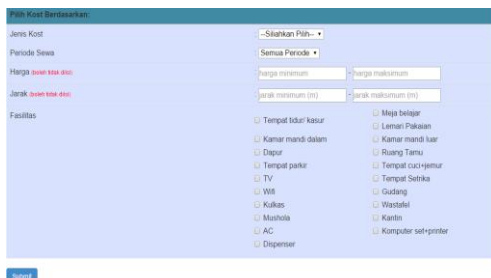 Pilih Kost Berdasarkan:
Jenis Kost : --Silahkan Pilih--
Periode Sewa : Semua Periode
Harga (boleh tidak diisi) : harga minimum - harga maksimum
Jarak (boleh tidak diisi) : jarak minimum (m) - jarak maksimum (m)
Fasilitas
Tempat tidur/ kasur
Meja belajar
Lemari Pakaian
Kamar mandi dalam
Kamar mandi luar
Dapur
Ruang Tamu
Tempat parkir
Tempat cuci+jemur
TV
Tempat Setrika
Wifi
Gudang
Kulkas
Wastafel
Mushola
Kantin
AC
Komputer set+printer
Dispenser
Submit